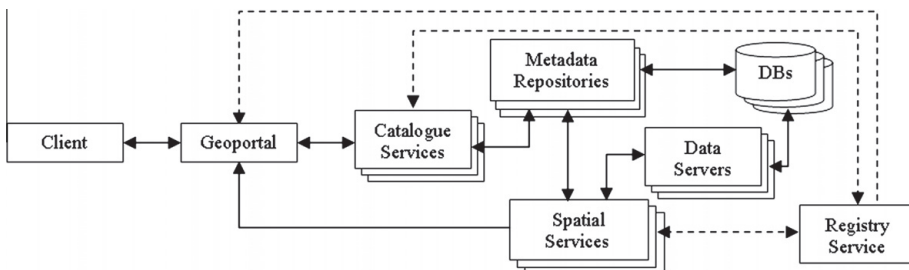 Metadata
Repositories
DBs
Client
Geoportal
Catalogue
Services
Data
Servers
Spatial
Services
Registry
Service